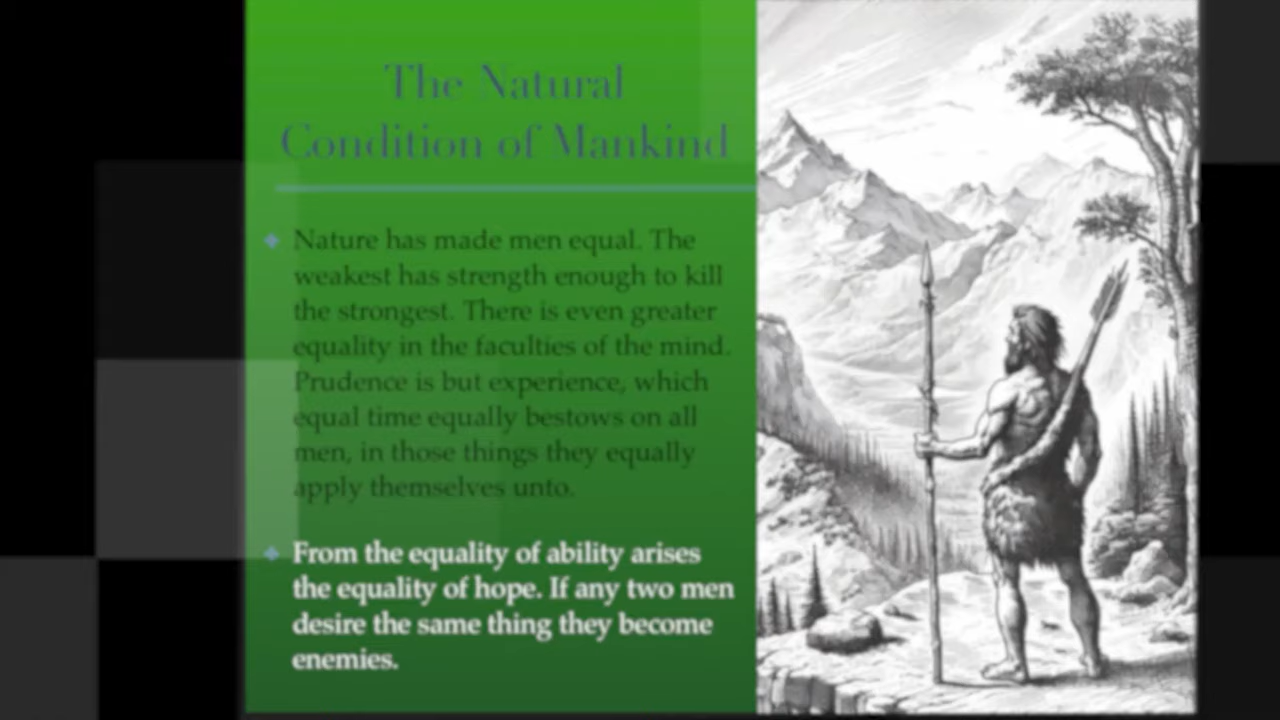 The Natural
Condition of Mankind
Nature has made men equal. The
weakest has strength enough to kill
the strongest. There is even greater
equality in the faculties of the mind.
Prudence is but experience, which
equal time equally bestows on all
men, in those things they equally
apply themselves unto.
From the equality of ability arises
the equality of hope. If any two men
desire the same thing they become
enemies.